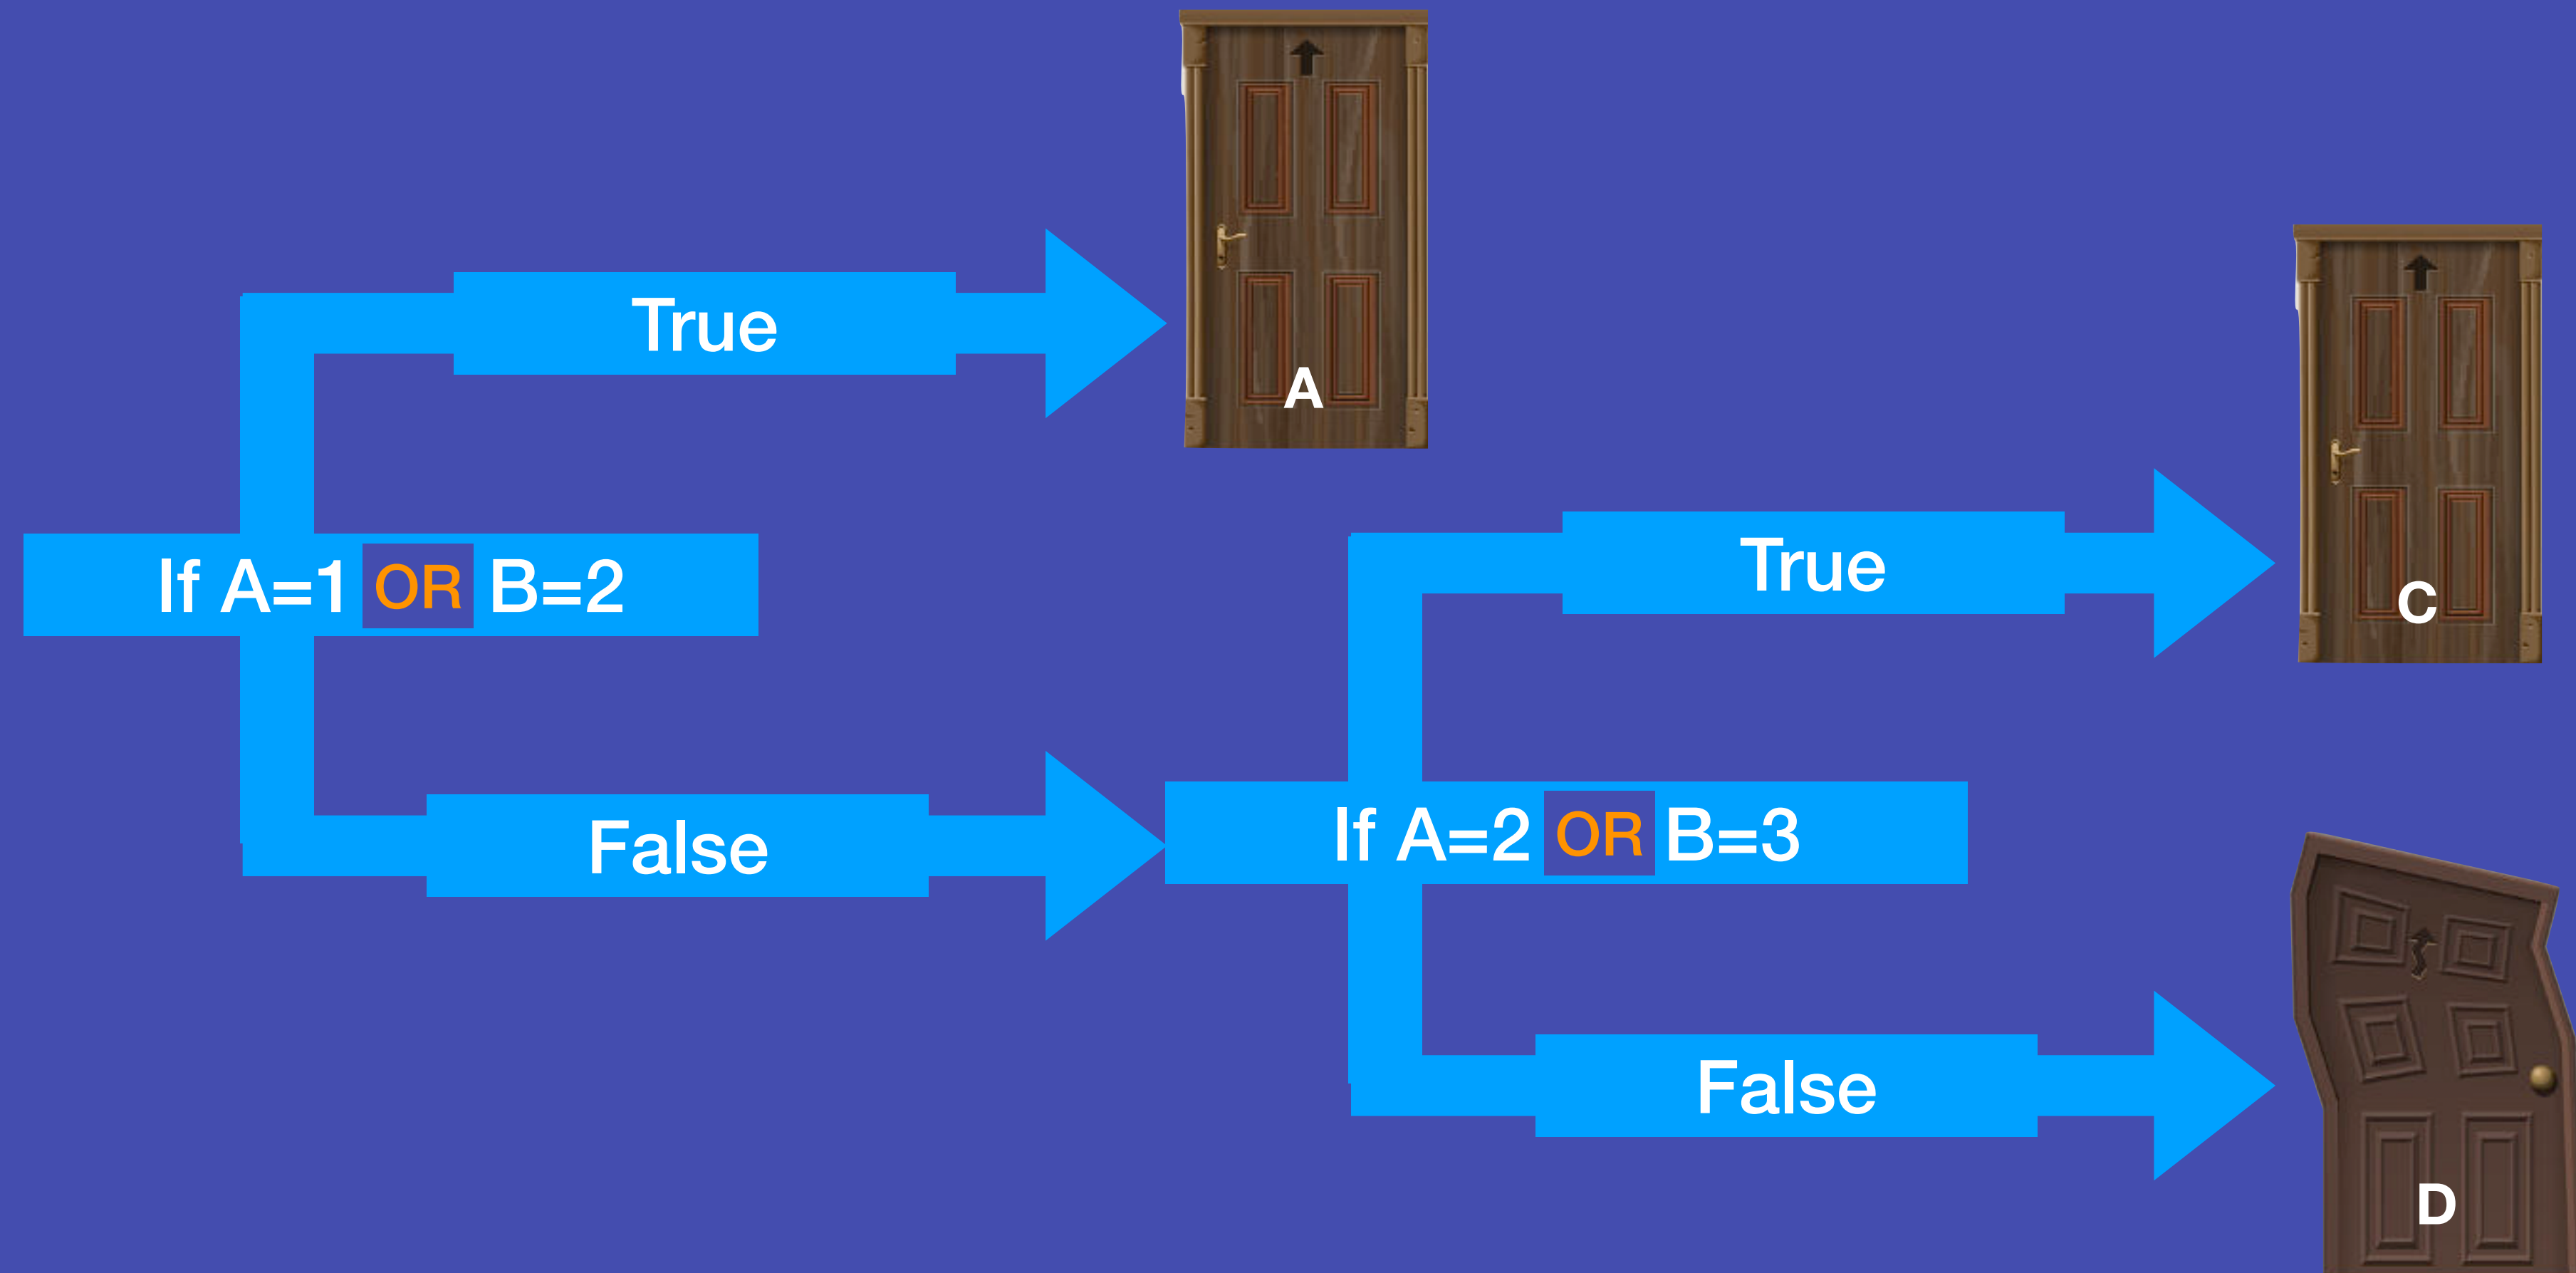 True
A
If A=1 OR B=2
True
C
False
If A=2 OR B=3
False
D